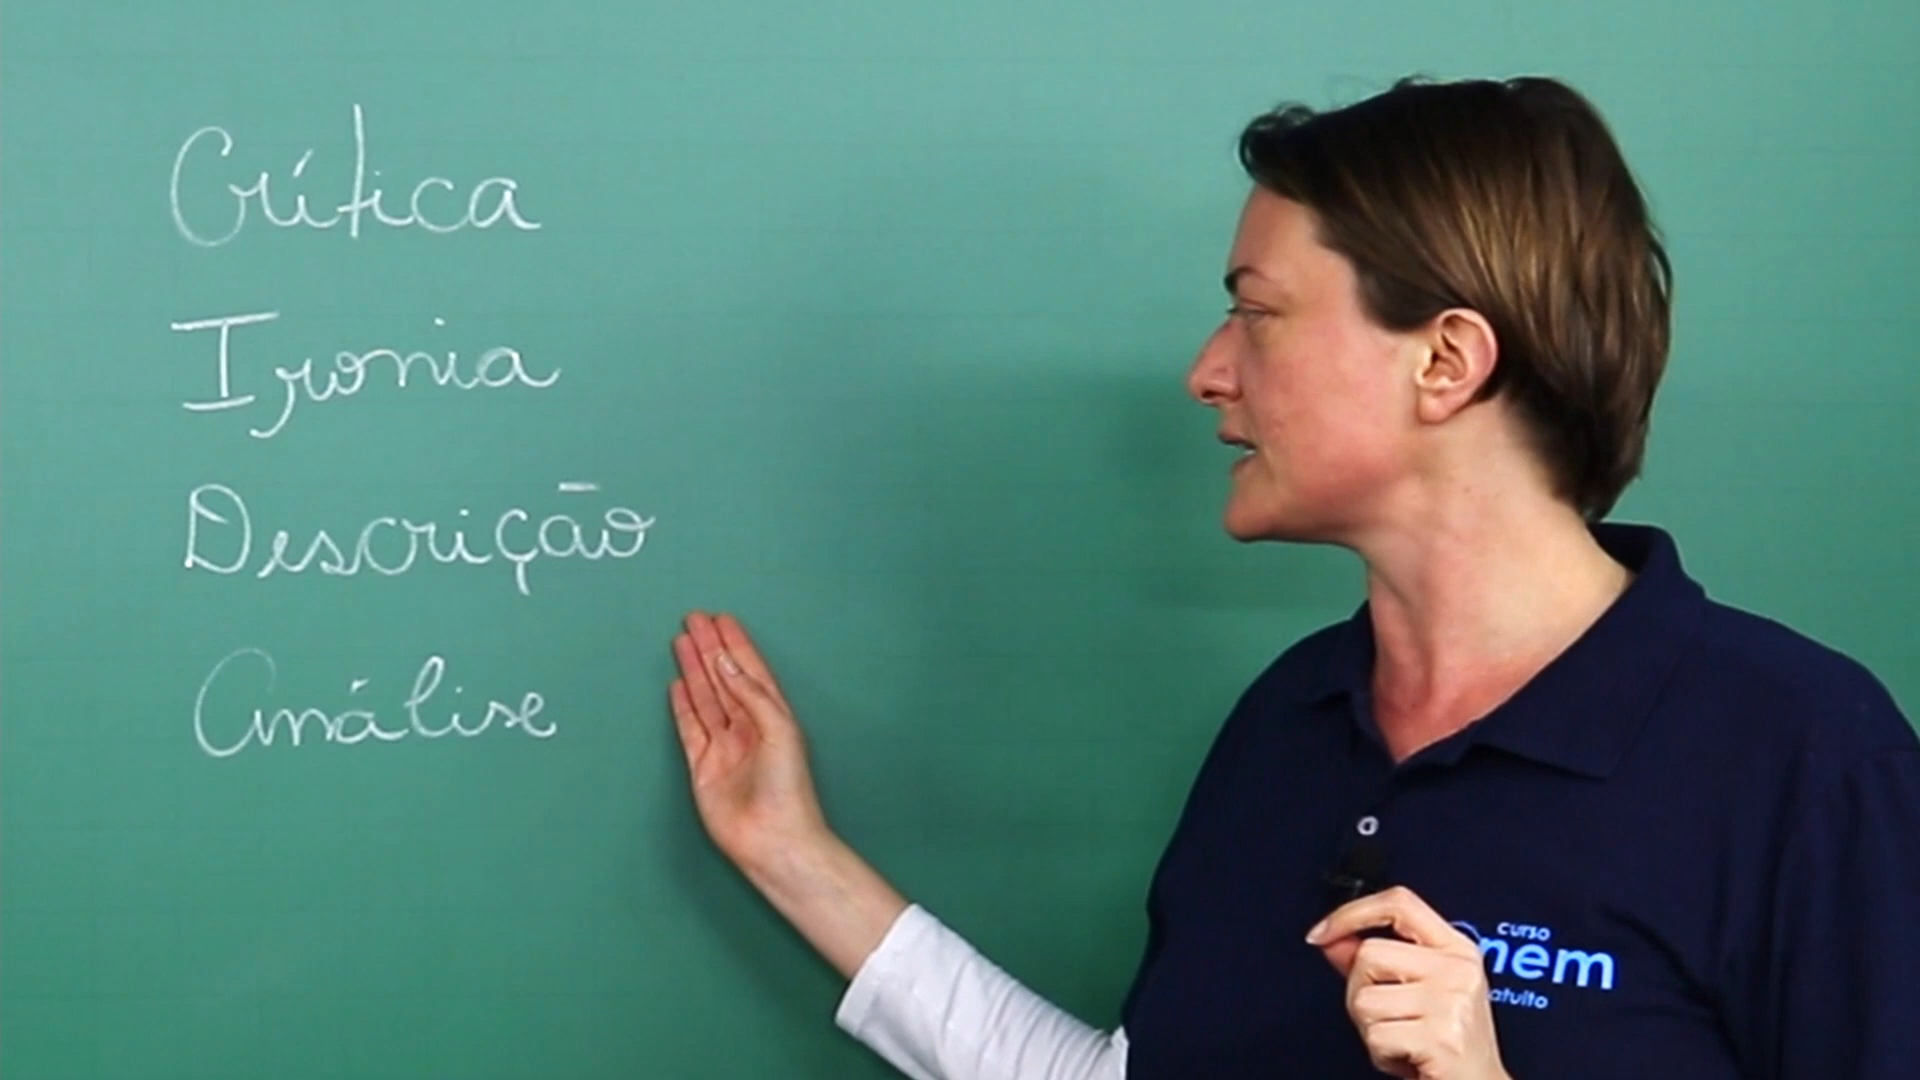 Crítica
Ironia
Descrição
Análise
curso
nem
atuito